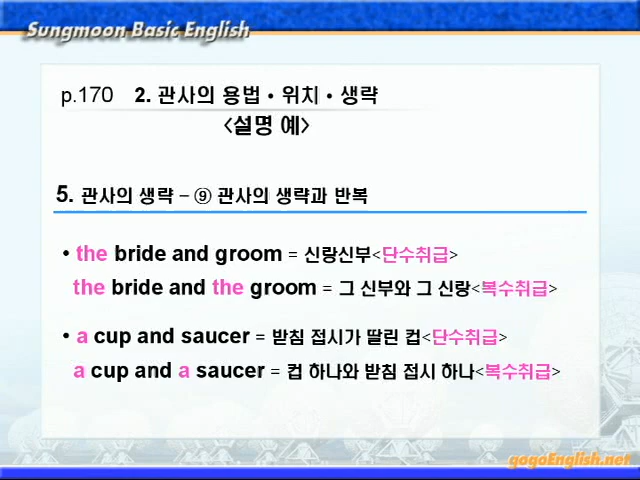 Sungmoon Basic English
p.170 2. 관사의 용법 • 위치 • 생략
<설명 예>
5. 관사의 생략 – ⑨ 관사의 생략과 반복
• the bride and groom = 신랑신부<단수취급>
the bride and the groom = 그 신부와 그 신랑<복수취급>
• a cup and saucer = 받침 접시가 딸린 컵<단수취급>
a cup and a saucer = 컵 하나와 받침 접시 하나<복수취급>
gogoEnglish.net